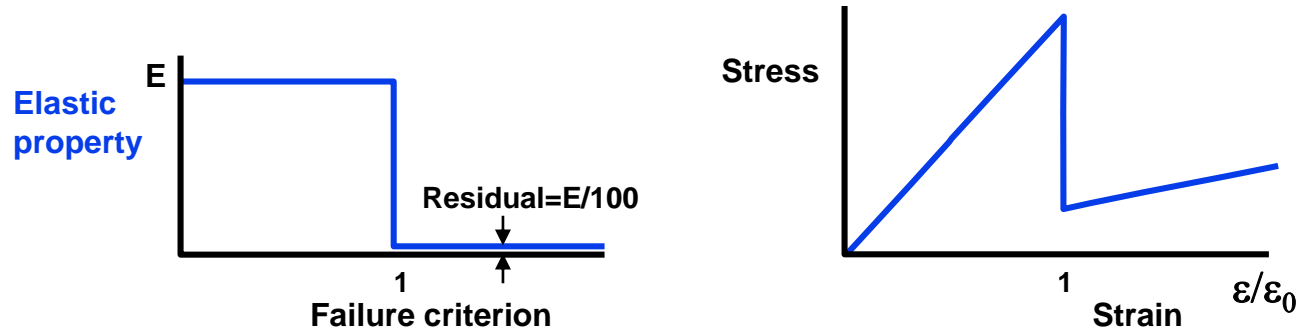 E
Elastic
property
Residual=E/100
1
Failure criterion
Stress
1
ε/ε0
Strain